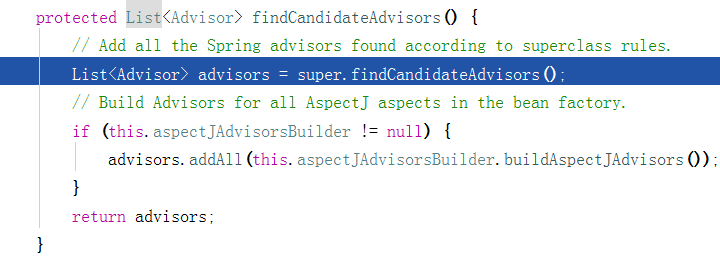 protected List<Advisor> findCandidateAdvisors() {
// Add all the Spring advisors found according to superclass rules.
List<Advisor> advisors = super.findCandidateAdvisors();
// Build Advisors for all AspectJ aspects in the bean factory.
if (this.aspectJAdvisorsBuilder != null) {
advisors.addAll(this.aspectJAdvisorsBuilder.buildAspectJAdvisors());
}
return advisors;
}